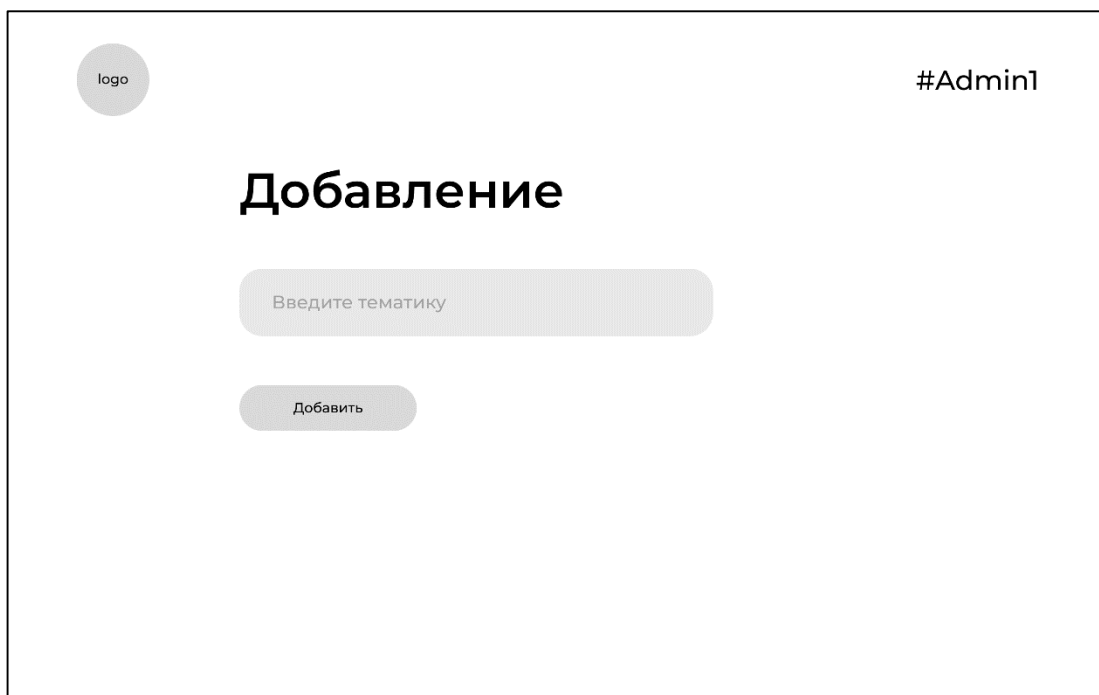 logo
#Admin1
Добавление
Введите тематику
Добавить